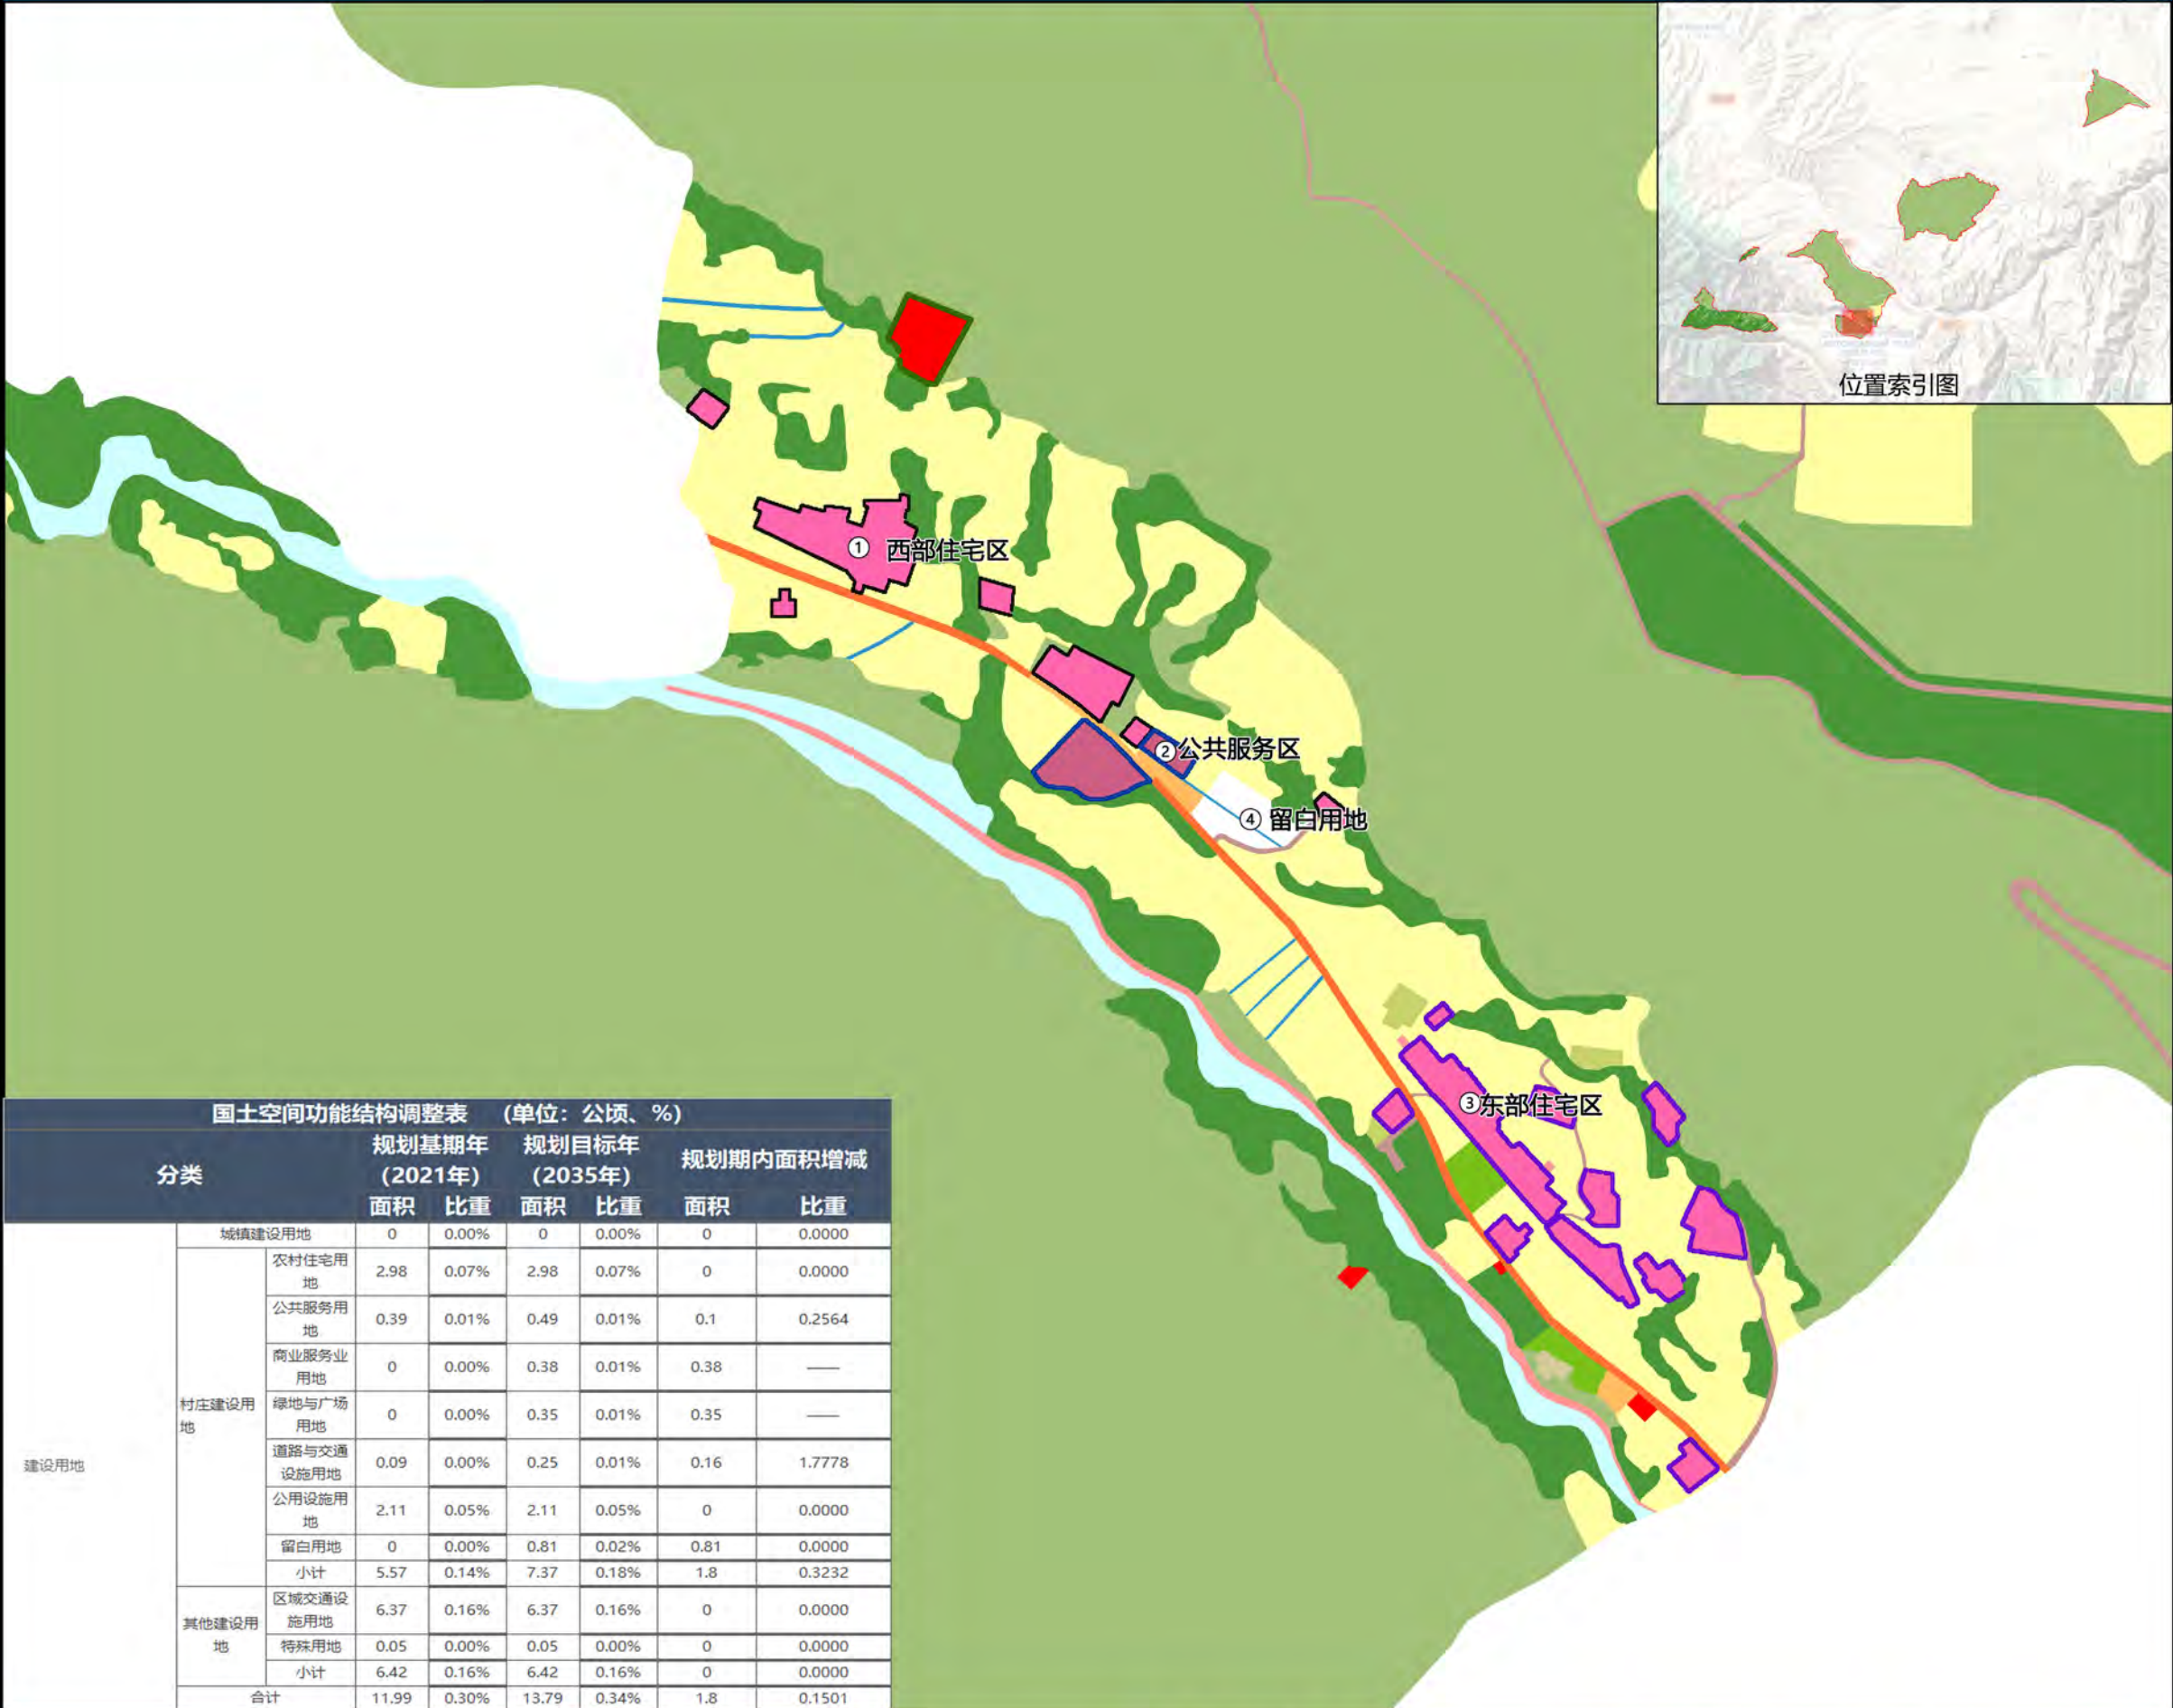 位置索引图
① 西部住宅区
② 公共服务区
④ 留白用地
③ 东部住宅区
国土空间功能结构调整表 （单位：公顷、%）
分类 规划基期年（2021年） 规划目标年（2035年） 规划期内面积增减
面积 比重 面积 比重 面积 比重
建设用地
城镇建设用地 0 0.00% 0 0.00% 0 0.0000
村庄建设用地
农村住宅用地 2.98 0.07% 2.98 0.07% 0 0.0000
公共服务用地 0.39 0.01% 0.49 0.01% 0.1 0.2564
商业服务业用地 0 0.00% 0.38 0.01% 0.38 ——
绿地与广场用地 0 0.00% 0.35 0.01% 0.35 ——
道路与交通设施用地 0.09 0.00% 0.25 0.01% 0.16 1.7778
公用设施用地 2.11 0.05% 2.11 0.05% 0 0.0000
留白用地 0 0.00% 0.81 0.02% 0.81 0.0000
小计 5.57 0.14% 7.37 0.18% 1.8 0.3232
其他建设用地
区域交通设施用地 6.37 0.16% 6.37 0.16% 0 0.0000
特殊用地 0.05 0.00% 0.05 0.00% 0 0.0000
小计 6.42 0.16% 6.42 0.16% 0 0.0000
合计 11.99 0.30% 13.79 0.34% 1.8 0.1501